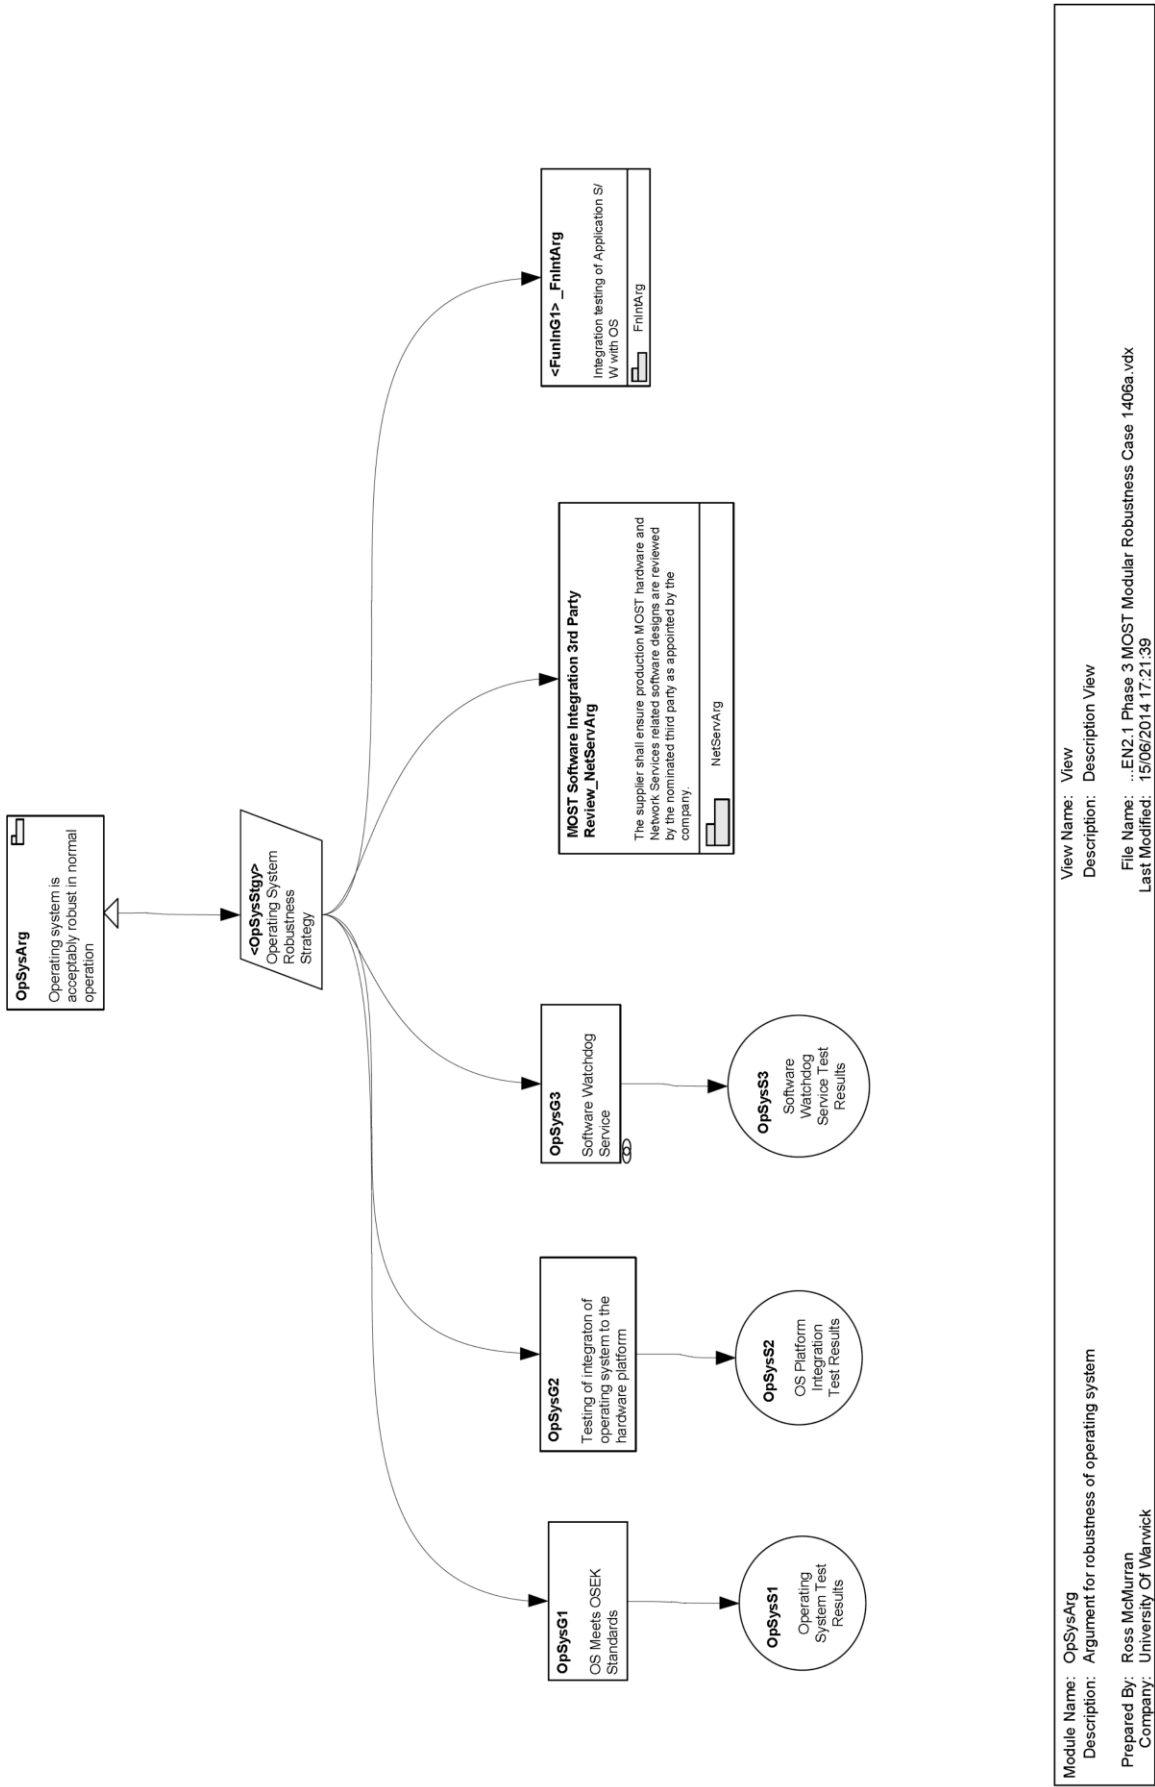 OpSysArg
Operating system is
acceptably robust in normal
operation
<OpSysStgy>
Operating System
Robustness
Strategy
OpSysG1
OS Meets OSEK
Standards
OpSysG2
Testing of integraton of
operating system to the
hardware platform
OpSysG3
Software Watchdog
Service
MOST Software Integration 3rd Party
Review_NetServArg
The supplier shall ensure production MOST hardware and
Network Services related software designs are reviewed
by the nominated third party as appointed by the
company.
NetServArg
<FunInG1> _FnIntArg
Integration testing of Application S/
W with OS
FnIntArg
OpSysS1
Operating
System Test
Results
OpSysS2
OS Platform
Integration
Test Results
OpSysS3
Software
Watchdog
Service Test
Results
Module Name: OpSysArg
Description: Argument for robustness of operating system
Prepared By: Ross McMurran
Company: University Of Warwick
View Name: View
Description: Description View
File Name: ...EN2.1 Phase 3 MOST Modular Robustness Case 1406a.vdx
Last Modified: 15/06/2014 17:21:39